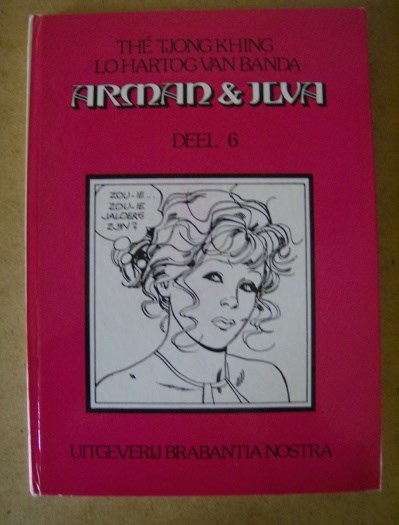 THÉ TJONG KHING
LO HARTOG VAN BANDA
ARMAN & ILVA
DEEL 6
ZOU-IE..
ZOU-IE
JALOERS
ZIJN?
UITGEVERIJ BRABANTIA NOSTRA